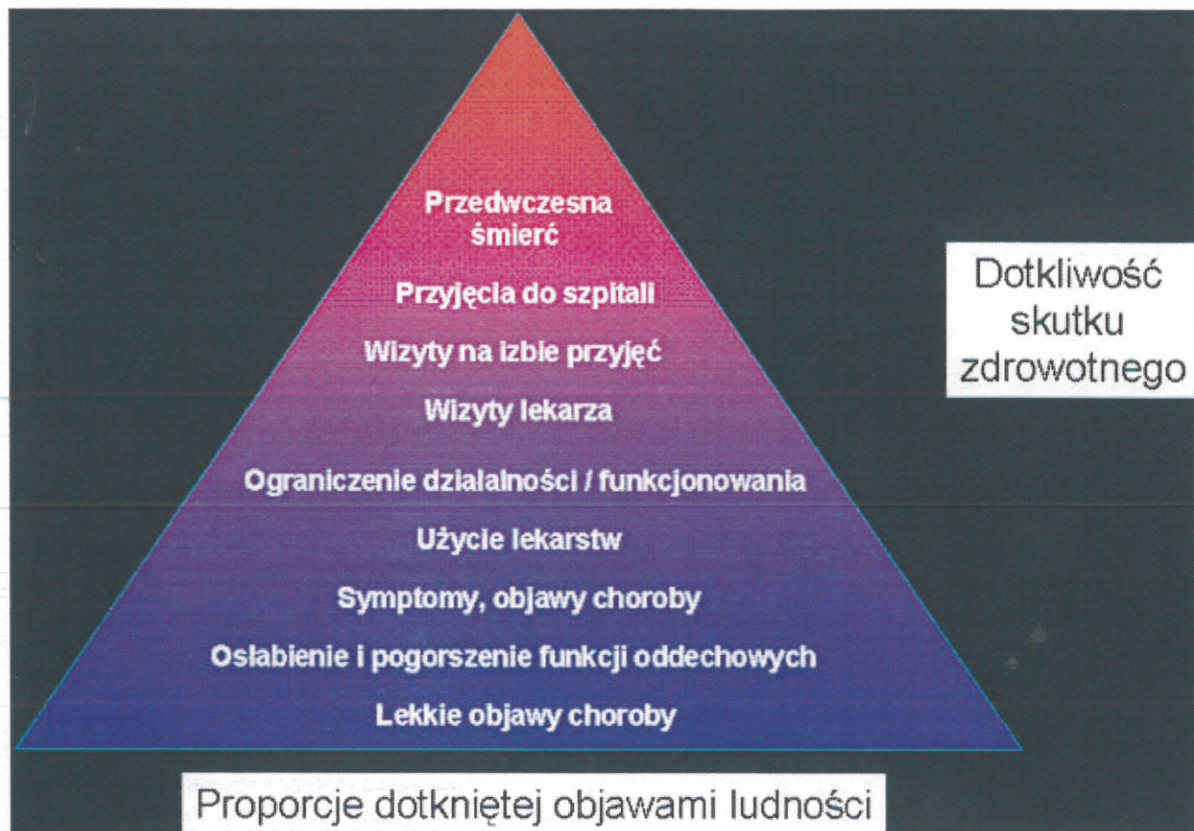 Przedwczesna
śmierć
Przyjęcia do szpitali
Wizyty na izbie przyjęć
Wizyty lekarza
Ograniczenie działalności / funkcjonowania
Użycie lekarstw
Symptomy, objawy choroby
Osłabienie i pogorszenie funkcji oddechowych
Lekkie objawy choroby
Dotkliwość
skutku
zdrowotnego
Proporcje dotkniętej objawami ludności